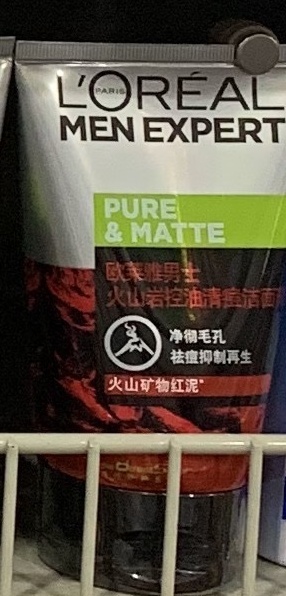 L'ORÉAL
PARIS
MEN EXPERT
PURE
& MATTE
欧莱雅男士
火山岩控油清痘洁面
净彻毛孔
祛痘抑制再生
火山矿物红泥